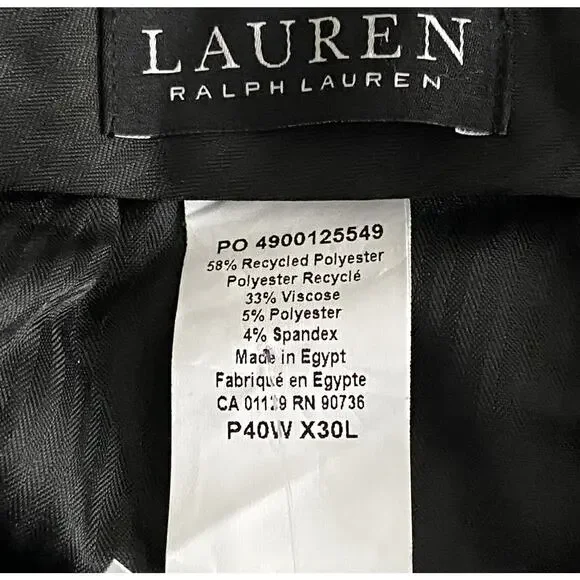 LAUREN
RALPH LAUREN
PO 4900125549
58% Recycled Polyester
Polyester Recyclé
33% Viscose
5% Polyester
4% Spandex
Made in Egypt
Fabriqué en Egypte
CA 01129 RN 90736
P40W X30L